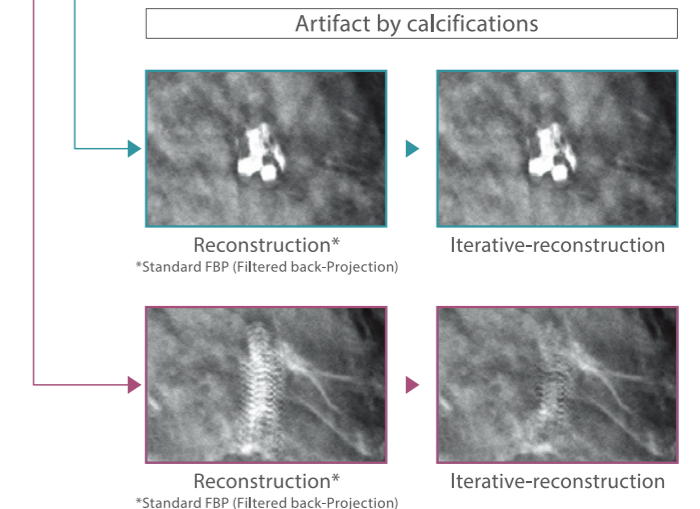 Artifact by calcifications
Reconstruction*
*Standard FBP (Filtered back-Projection)
Iterative-reconstruction
Reconstruction*
*Standard FBP (Filtered back-Projection)
Iterative-reconstruction